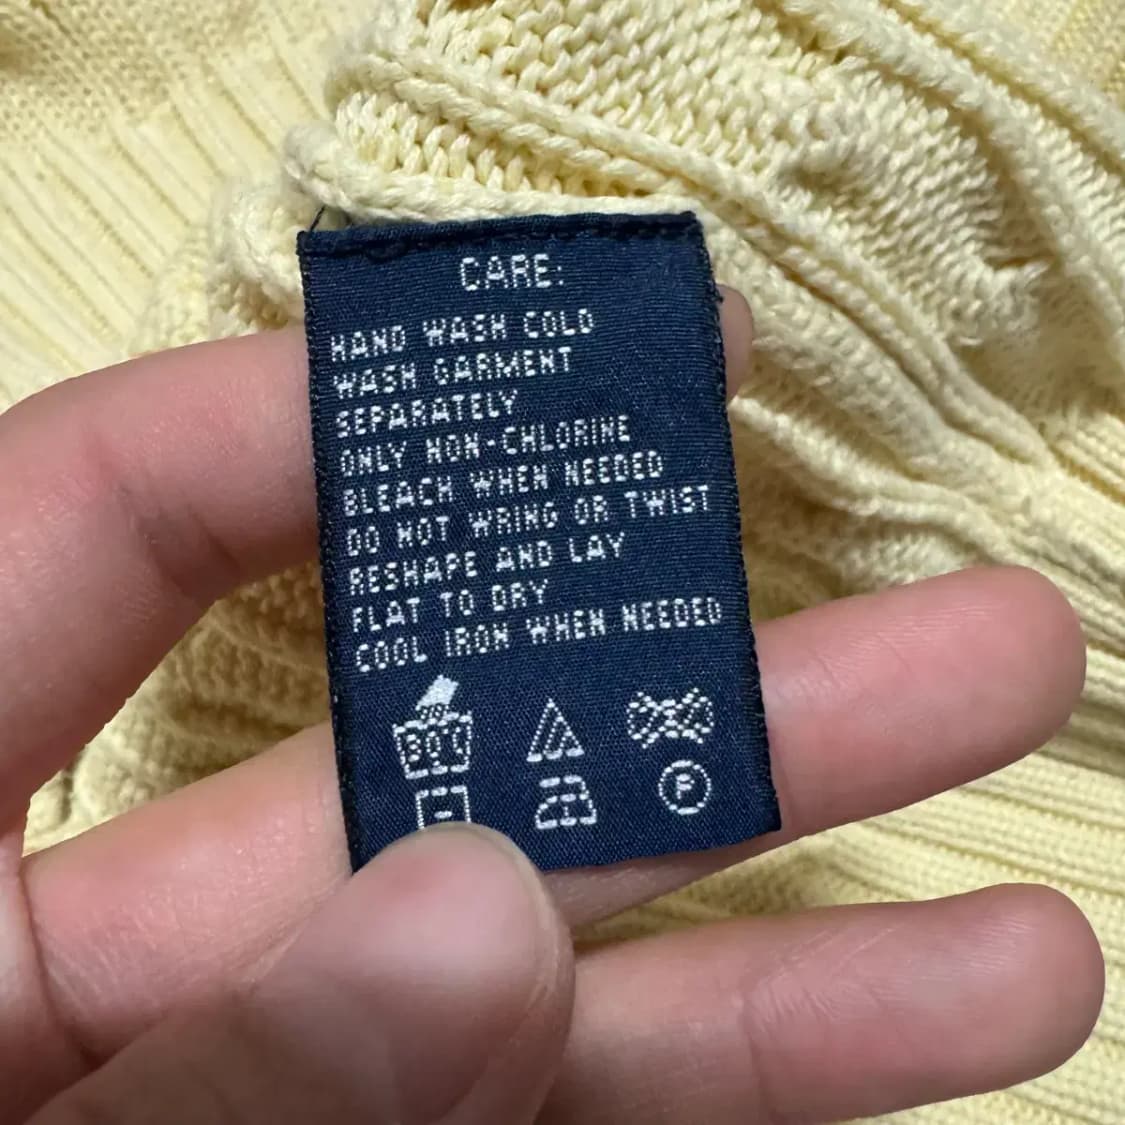 CARE:
HAND WASH COLD
WASH GARMENT
SEPARATELY
ONLY NON-CHLORINE
BLEACH WHEN NEEDED
DO NOT WRING OR TWIST
RESHAPE AND LAY
FLAT TO DRY
COOL IRON WHEN NEEDED
30°C
P